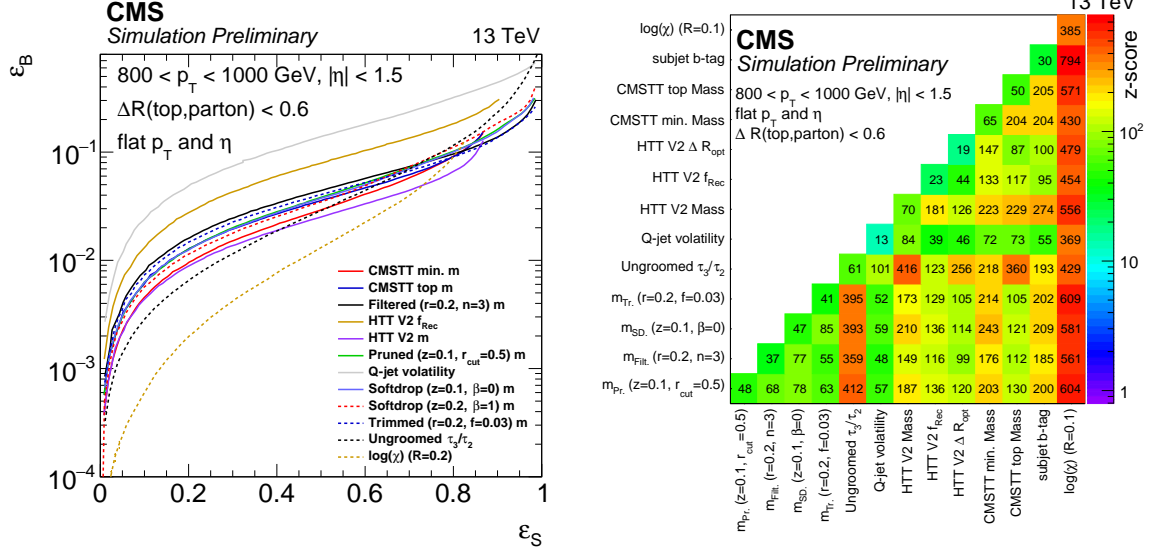 CMS
Simulation Preliminary
13 TeV
800 < p_T < 1000 GeV, |η| < 1.5
ΔR(top,parton) < 0.6
flat p_T and η
ε_B
10^-1
10^-2
10^-3
10^-4
CMSTT min. m
CMSTT top m
Filtered (r=0.2, n=3) m
HTT V2 f_Rec
HTT V2 m
Pruned (z=0.1, r_cut=0.5) m
Q-jet volatility
Softdrop (z=0.1, β=0) m
Softdrop (z=0.2, β=1) m
Trimmed (r=0.2, f=0.03) m
Ungroomed τ_3/τ_2
log(χ) (R=0.2)
0 0.2 0.4 0.6 0.8 1
ε_S
13 TeV
CMS
Simulation Preliminary
800 < p_T < 1000 GeV, |η| < 1.5
flat p_T and η
Δ R(top,parton) < 0.6
log(χ) (R=0.1) 385
subjet b-tag 30 794
CMSTT top Mass 50 205 571
CMSTT min. Mass 65 204 204 430
HTT V2 Δ R_opt 19 147 87 100 479
HTT V2 f_Rec 23 44 133 117 95 454
HTT V2 Mass 70 181 126 223 229 274 556
Q-jet volatility 13 84 39 46 72 73 55 369
Ungroomed τ_3/τ_2 61 101 416 123 256 218 360 193 429
m_Tr. (r=0.2, f=0.03) 41 395 52 173 129 105 214 105 202 609
m_SD. (z=0.1, β=0) 47 85 393 59 210 136 114 243 121 209 581
m_Filt. (r=0.2, n=3) 37 77 55 359 48 149 116 99 176 112 185 561
m_Pr. (z=0.1, r_cut=0.5) 48 68 78 63 412 57 187 136 120 203 130 200 604
m_Pr. (z=0.1, r_cut=0.5)
m_Filt. (r=0.2, n=3)
m_SD. (z=0.1, β=0)
m_Tr. (r=0.2, f=0.03)
Ungroomed τ_3/τ_2
Q-jet volatility
HTT V2 Mass
HTT V2 f_Rec
HTT V2 Δ R_opt
CMSTT min. Mass
CMSTT top Mass
subjet b-tag
log(χ) (R=0.1)
z-score
10^2
10
1